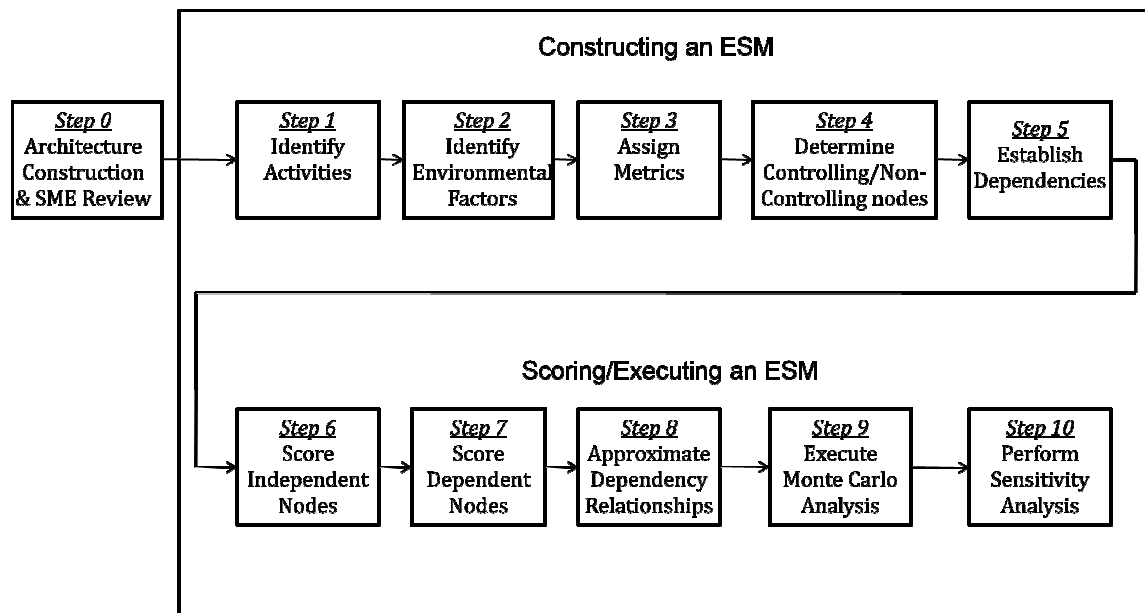 Constructing an ESM
Step 0
Architecture
Construction
& SME Review
Step 1
Identify
Activities
Step 2
Identify
Environmental
Factors
Step 3
Assign
Metrics
Step 4
Determine
Controlling/Non-
Controlling nodes
Step 5
Establish
Dependencies
Scoring/Executing an ESM
Step 6
Score
Independent
Nodes
Step 7
Score
Dependent
Nodes
Step 8
Approximate
Dependency
Relationships
Step 9
Execute
Monte Carlo
Analysis
Step 10
Perform
Sensitivity
Analysis